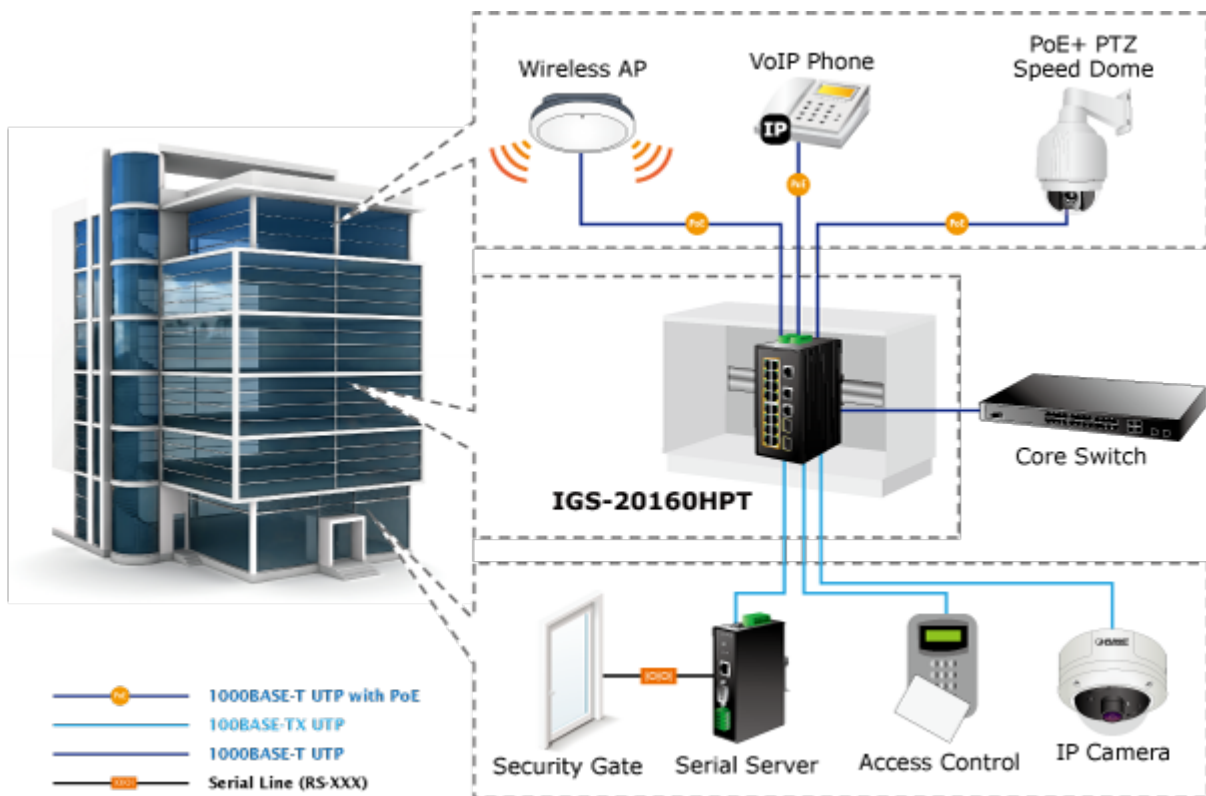 Wireless AP
VoIP Phone
PoE+ PTZ
Speed Dome
IP
PoE
PoE
PoE
IGS-20160HPT
Core Switch
Security Gate
Serial Server
Access Control
IP Camera
PLANET
PoE
1000BASE-T UTP with PoE
100BASE-TX UTP
1000BASE-T UTP
Serial Line (RS-XXX)